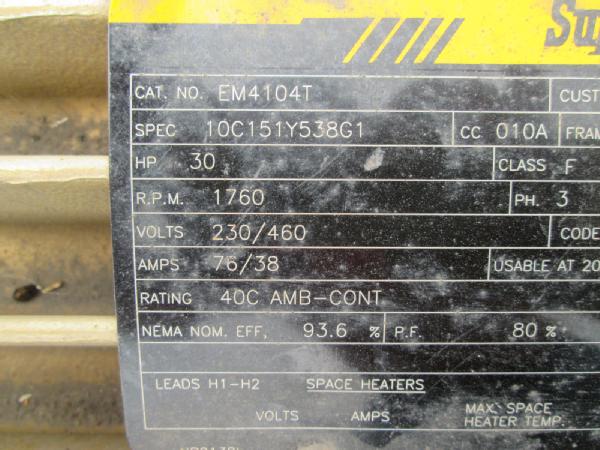 Sup
CAT. NO. EM4104T CUST
SPEC 10C151Y538G1 CC 010A FRAM
HP 30 CLASS F
R.P.M. 1760 PH. 3
VOLTS 230/460 CODE
AMPS 76/38 USABLE AT 20
RATING 40C AMB-CONT
NEMA NOM. EFF, 93.6 % P.F. 80 %
LEADS H1-H2 SPACE HEATERS
VOLTS AMPS MAX. SPACE
HEATER TEMP.